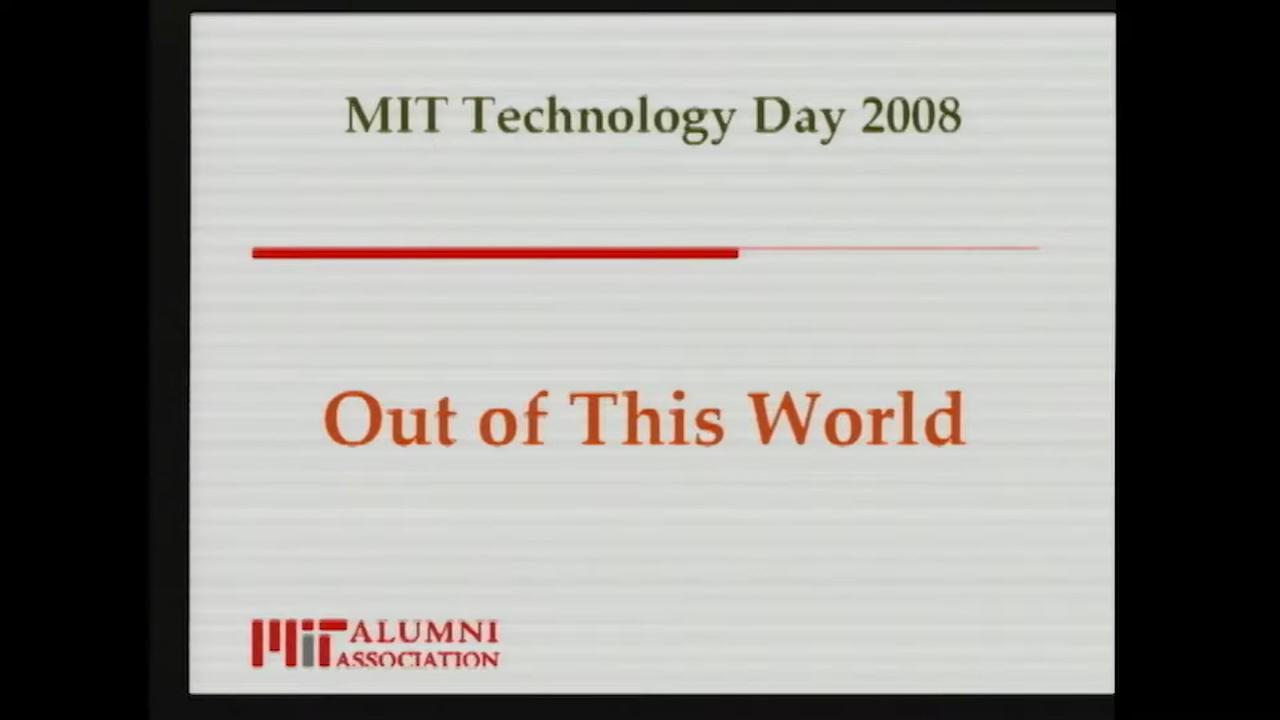 MIT Technology Day 2008
Out of This World
MIT ALUMNI
ASSOCIATION